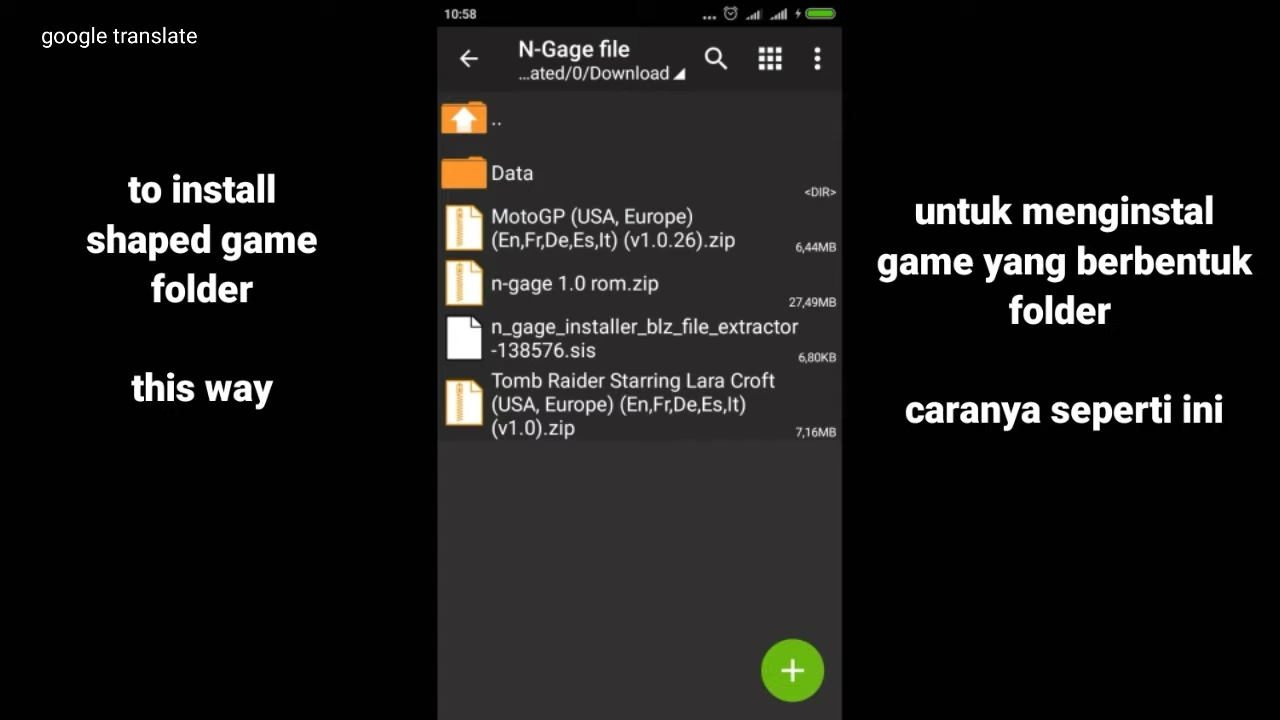 google translate
to install
shaped game
folder
this way
10:58
N-Gage file
...ated/0/Download
..
Data
<DIR>
MotoGP (USA, Europe)
(En,Fr,De,Es,It) (v1.0.26).zip
6,44MB
n-gage 1.0 rom.zip
27,49MB
n_gage_installer_blz_file_extractor
-138576.sis
6,80KB
Tomb Raider Starring Lara Croft
(USA, Europe) (En,Fr,De,Es,It)
(v1.0).zip
7,16MB
untuk menginstal
game yang berbentuk
folder
caranya seperti ini